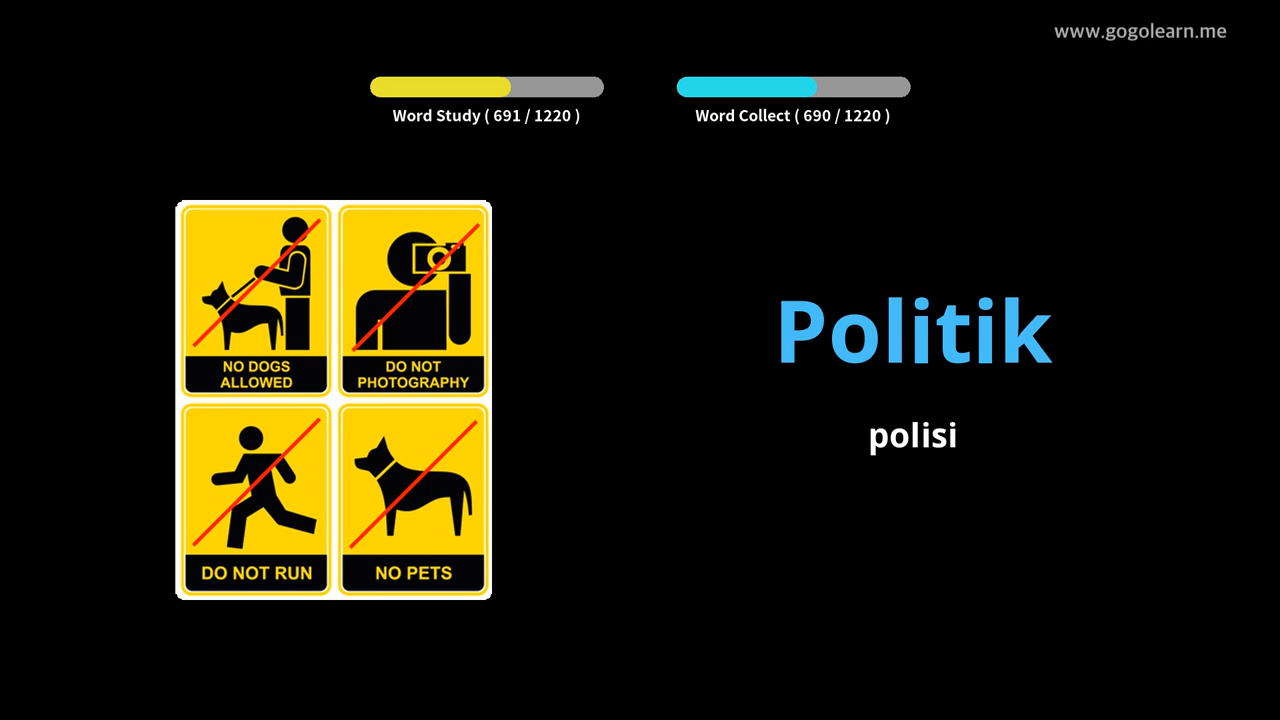 www.gogolearn.me
Word Study ( 691 / 1220 )
Word Collect ( 690 / 1220 )
NO DOGS
ALLOWED
DO NOT
PHOTOGRAPHY
DO NOT RUN
NO PETS
Politik
polisi